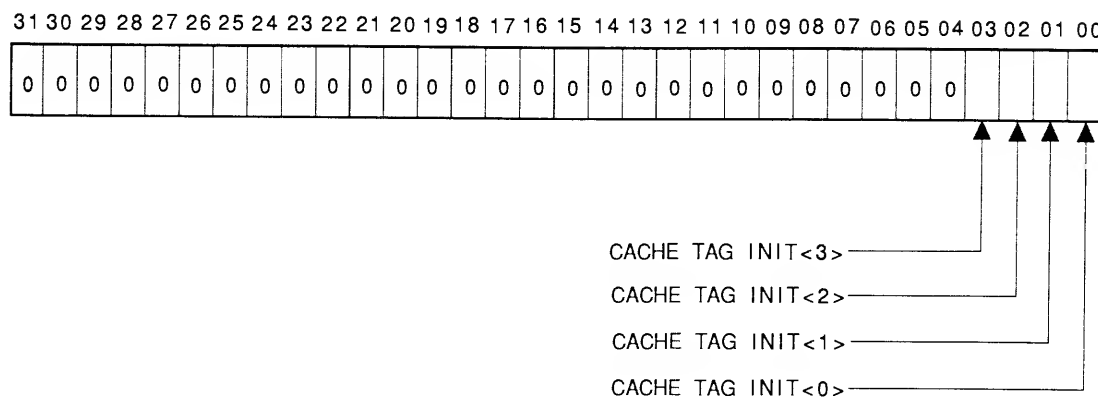 31 30 29 28 27 26 25 24 23 22 21 20 19 18 17 16 15 14 13 12 11 10 09 08 07 06 05 04 03 02 01 00
0 0 0 0 0 0 0 0 0 0 0 0 0 0 0 0 0 0 0 0 0 0 0 0 0 0 0 0
CACHE TAG INIT<3>
CACHE TAG INIT<2>
CACHE TAG INIT<1>
CACHE TAG INIT<0>